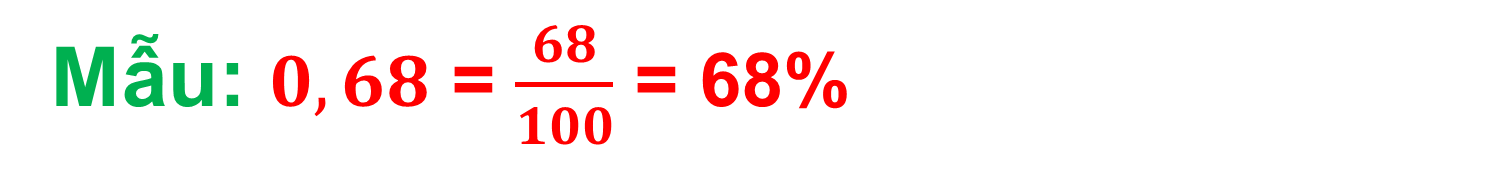 Mẫu: 0,68 = 68/100 = 68%